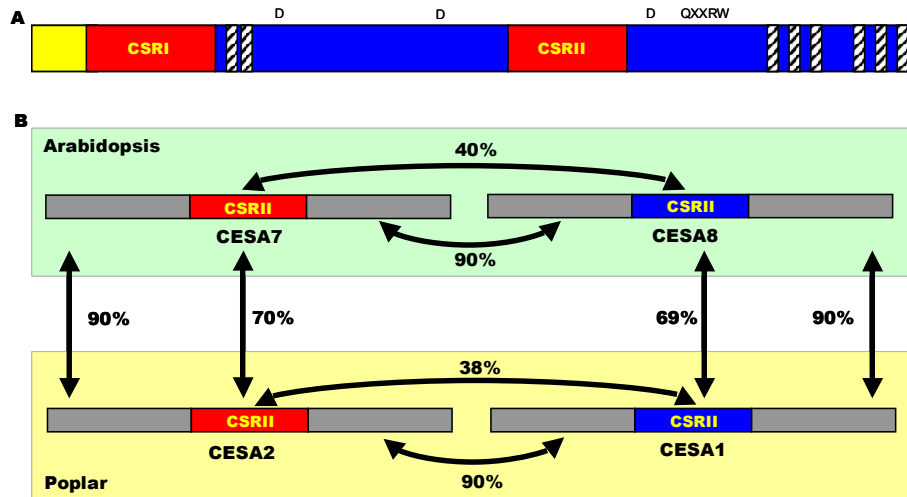 A
D D D QXXRW
CSRI CSRII
B
Arabidopsis
40%
CSRII CSRII
CESA7 CESA8
90%
90% 70% 69% 90%
38%
CSRII CSRII
CESA2 CESA1
90%
Poplar